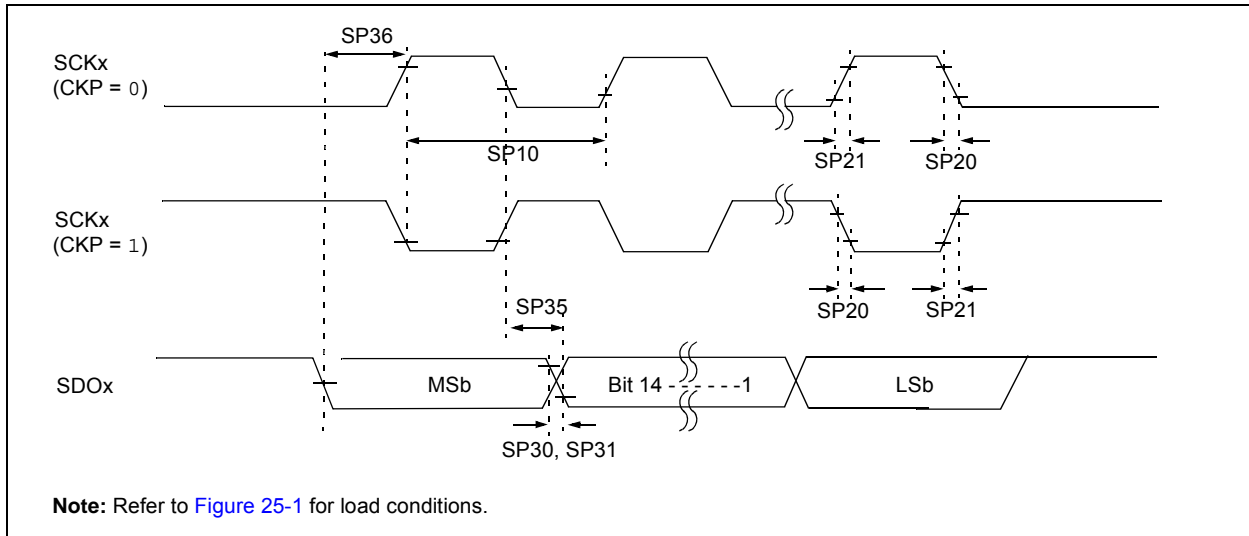 SP36
SCKx
(CKP = 0)
SP10
SP21
SP20
SCKx
(CKP = 1)
SP35
SP20
SP21
SDOx
MSb
Bit 14 - - - - - -1
LSb
SP30, SP31
Note: Refer to Figure 25-1 for load conditions.